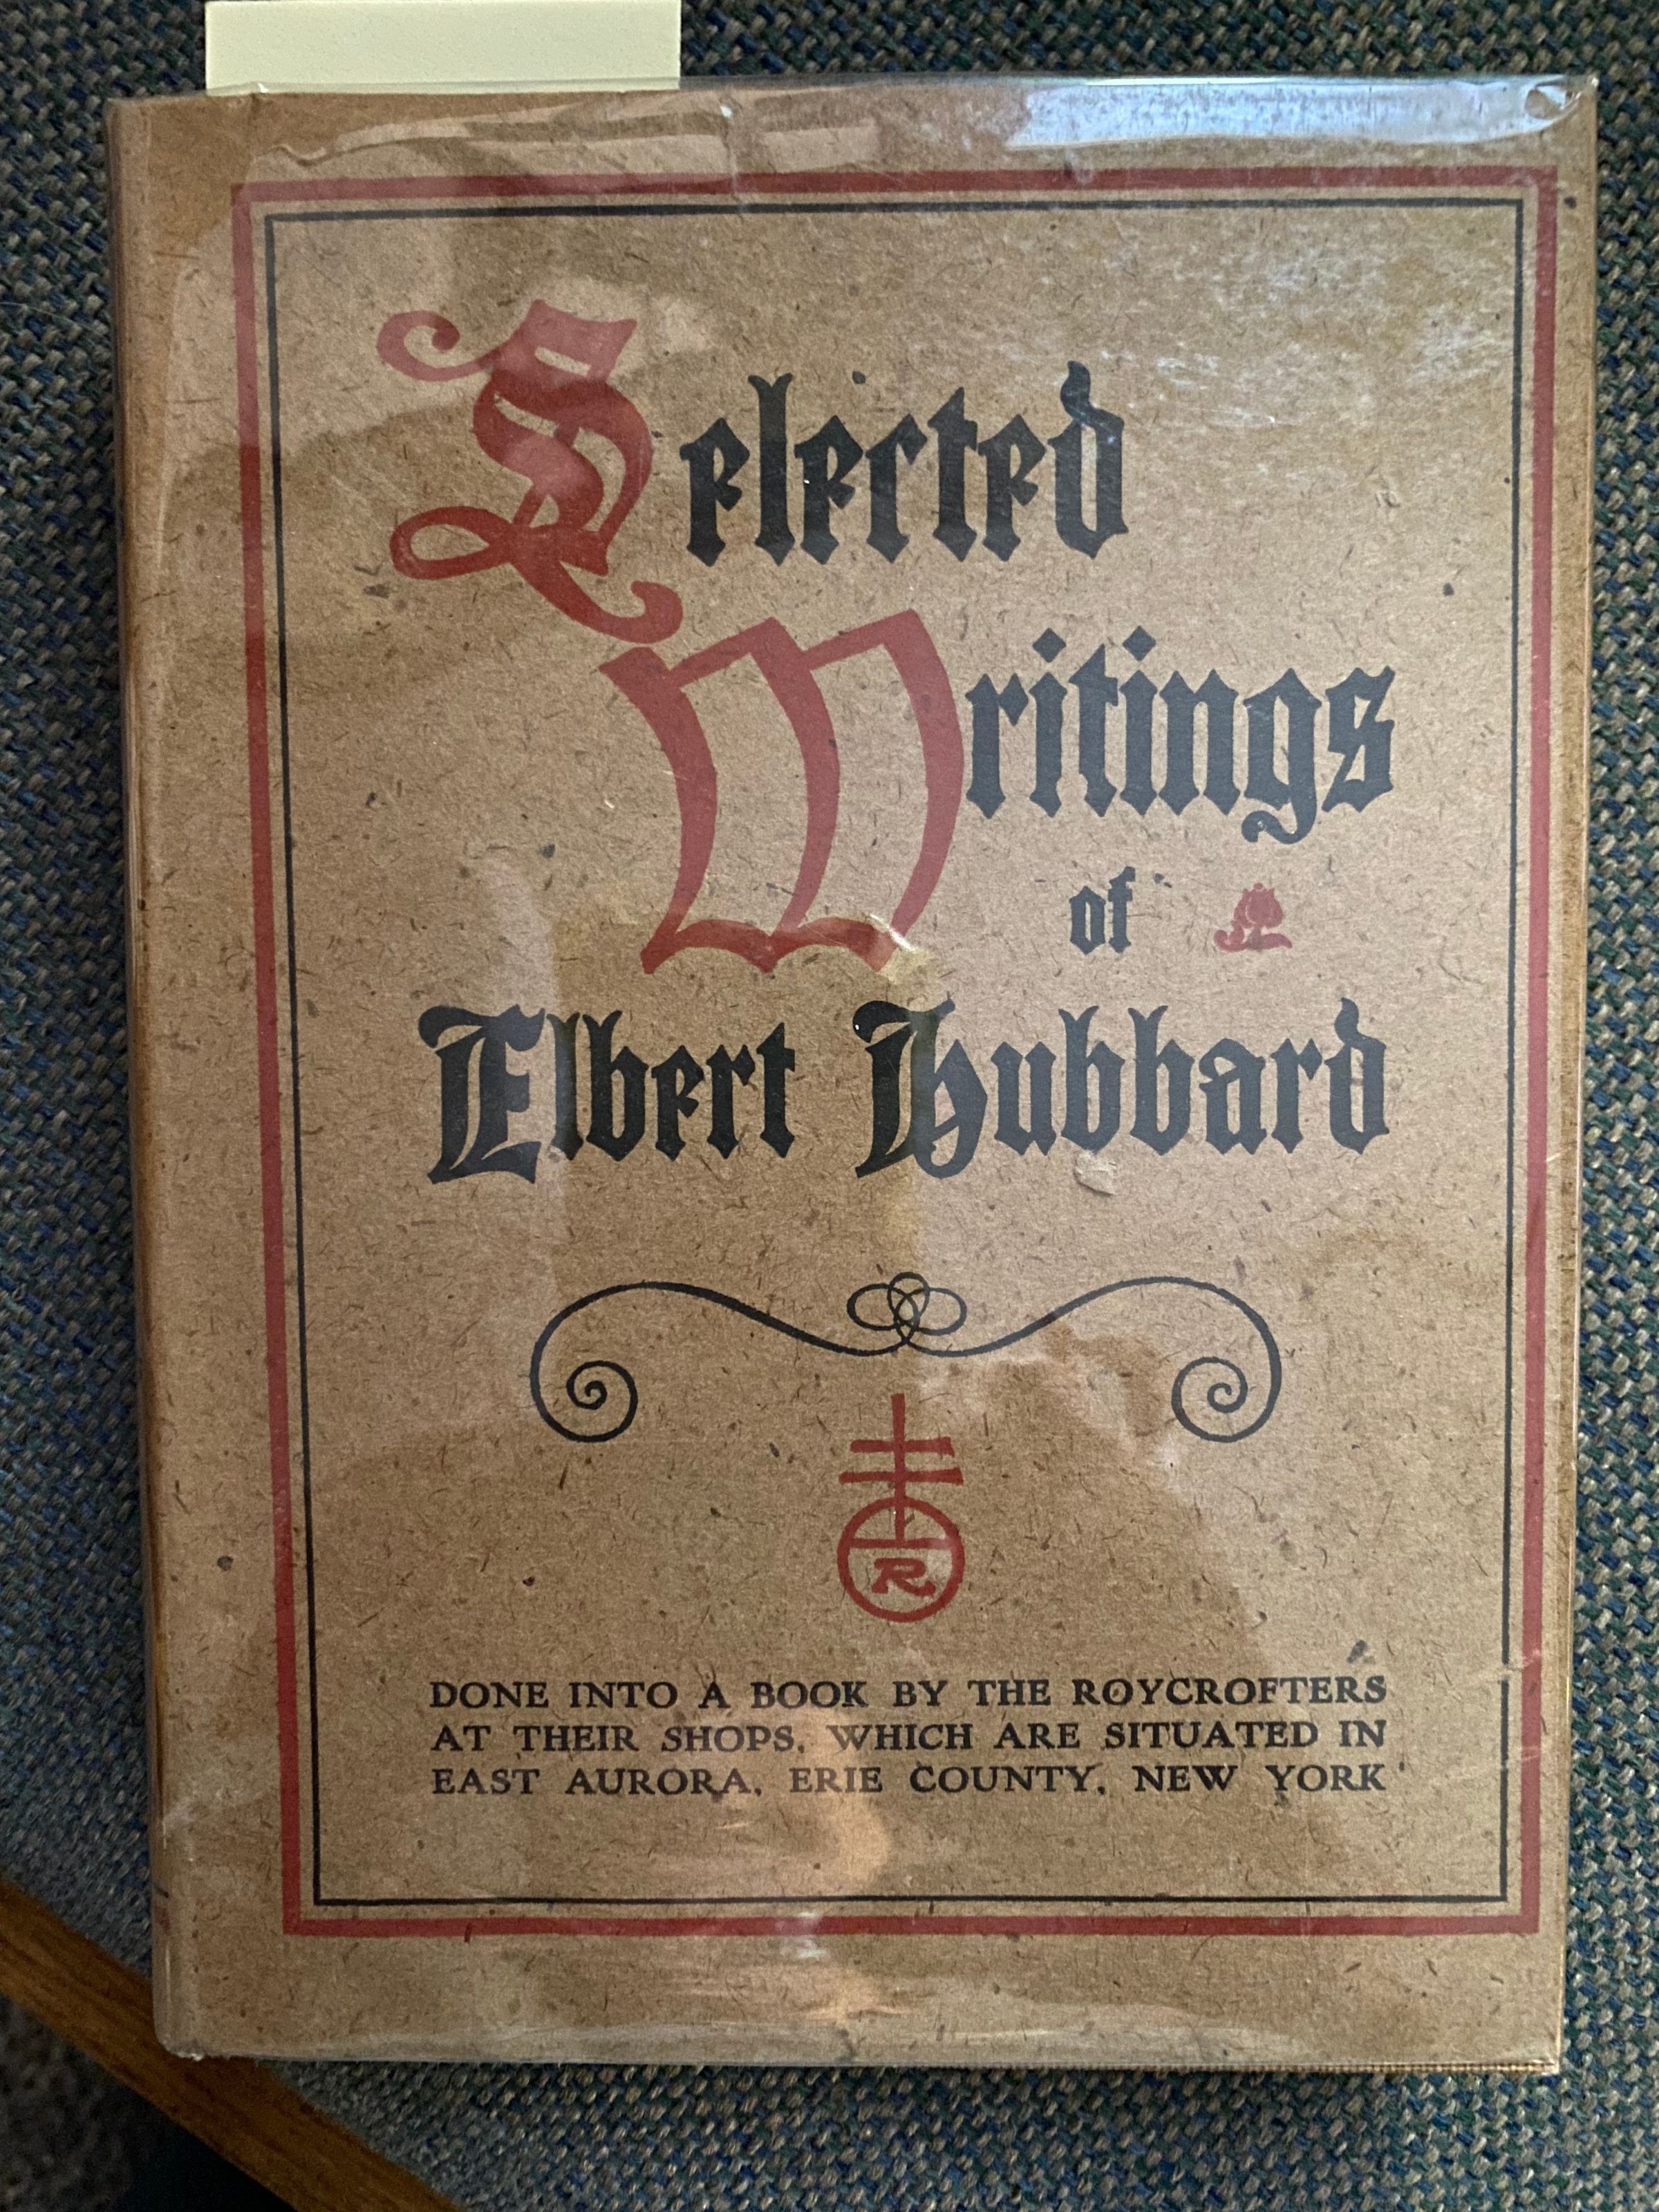 Selected
Writings
of
Elbert Hubbard
R
DONE INTO A BOOK BY THE ROYCROFTERS
AT THEIR SHOPS, WHICH ARE SITUATED IN
EAST AURORA, ERIE COUNTY, NEW YORK